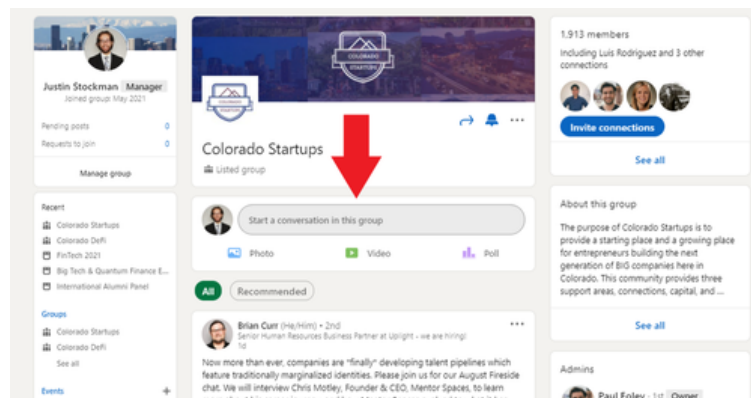 COLORADO
STARTUPS
Justin Stockman Manager
Joined group: May 2021
Pending posts 0
Requests to join 0
Manage group
Recent
Colorado Startups
Colorado DeFi
FinTech 2021
Big Tech & Quantum Finance E...
International Alumni Panel
Groups
Colorado Startups
Colorado DeFi
See all
Events +
COLORADO
STARTUPS
Colorado Startups
Listed group
Start a conversation in this group
Photo Video Poll
All Recommended
Brian Curr (He/Him) • 2nd
Senior Human Resources Business Partner at Uplight - we are hiring!
1d
Now more than ever, companies are "finally" developing talent pipelines which
feature traditionally marginalized identities. Please join us for our August Fireside
chat. We will interview Chris Motley, Founder & CEO, Mentor Spaces, to learn
1,913 members
Including Luis Rodriguez and 3 other
connections
Invite connections
See all
About this group
The purpose of Colorado Startups is to
provide a starting place and a growing place
for entrepreneurs building the next
generation of BIG companies here in
Colorado. This community provides three
support areas, connections, capital, and ...
See all
Admins
Paul Foley · 1st Owner